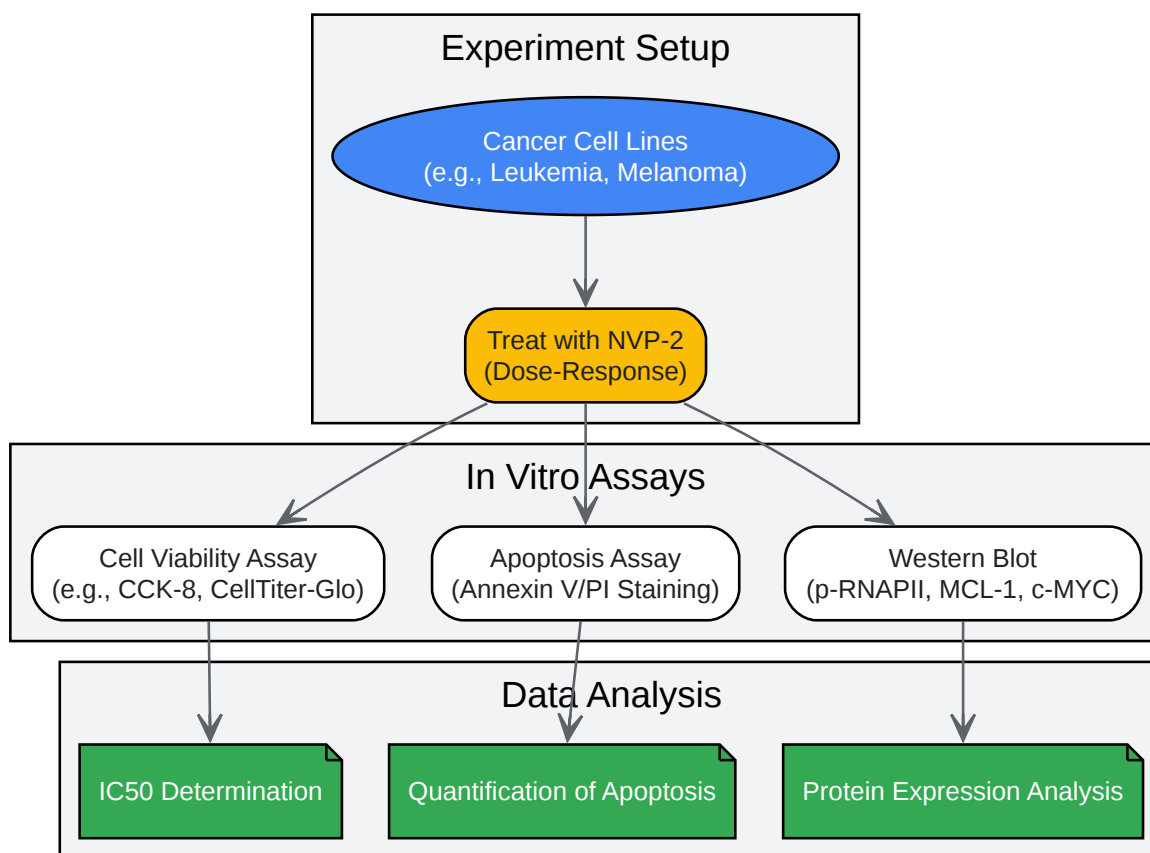 Experiment Setup
Cancer Cell Lines
(e.g., Leukemia, Melanoma)
Treat with NVP-2
(Dose-Response)
In Vitro Assays
Cell Viability Assay
(e.g., CCK-8, CellTiter-Glo)
Apoptosis Assay
(Annexin V/PI Staining)
Western Blot
(p-RNAPII, MCL-1, c-MYC)
Data Analysis
IC50 Determination
Quantification of Apoptosis
Protein Expression Analysis